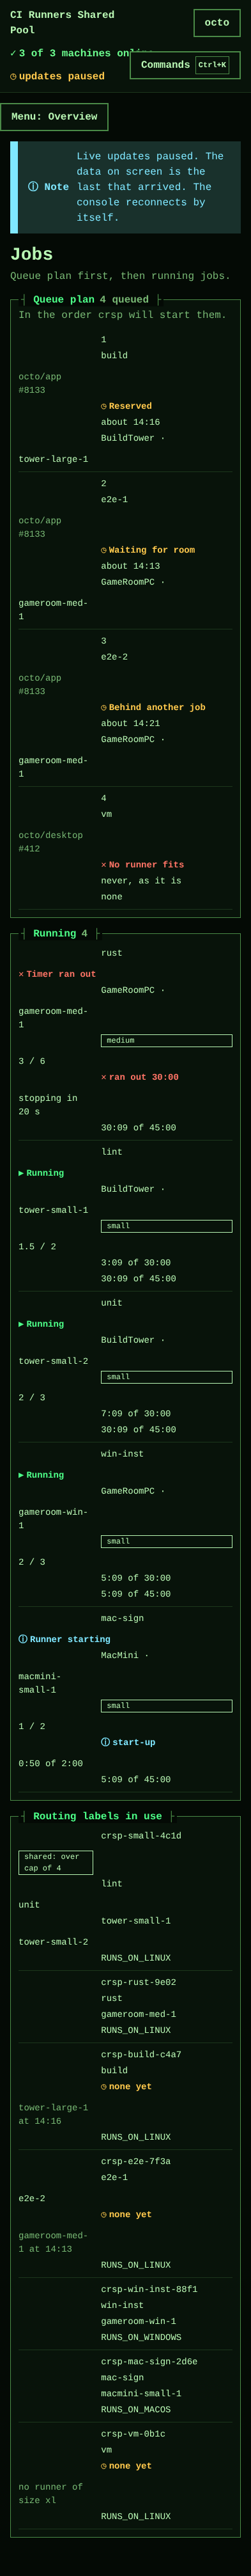 CI Runners Shared
Pool
octo
✓ 3 of 3 machines
Commands Ctrl+K
◷ updates paused
Menu: Overview
ⓘ Note
Live updates paused. The
data on screen is the
last that arrived. The
console reconnects by
itself.
Jobs
Queue plan first, then running jobs.
Queue plan 4 queued
In the order crsp will start them.
1
build
octo/app
#8133
◷ Reserved
about 14:16
BuildTower ·
tower-large-1
2
e2e-1
octo/app
#8133
◷ Waiting for room
about 14:13
GameRoomPC ·
gameroom-med-
1
3
e2e-2
octo/app
#8133
◷ Behind another job
about 14:21
GameRoomPC ·
gameroom-med-
1
4
vm
octo/desktop
#412
✕ No runner fits
never, as it is
none
Running 4
rust
✕ Timer ran out
GameRoomPC ·
gameroom-med-
1
medium
3 / 6
✕ ran out 30:00
stopping in
20 s
30:09 of 45:00
lint
▶ Running
BuildTower ·
tower-small-1
small
1.5 / 2
3:09 of 30:00
30:09 of 45:00
unit
▶ Running
BuildTower ·
tower-small-2
small
2 / 3
7:09 of 30:00
30:09 of 45:00
win-inst
▶ Running
GameRoomPC ·
gameroom-win-
1
small
2 / 3
5:09 of 30:00
5:09 of 45:00
mac-sign
ⓘ Runner starting
MacMini ·
macmini-
small-1
small
1 / 2
ⓘ start-up
0:50 of 2:00
5:09 of 45:00
Routing labels in use
crsp-small-4c1d
shared: over
cap of 4
lint
unit
tower-small-1
tower-small-2
RUNS_ON_LINUX
crsp-rust-9e02
rust
gameroom-med-1
RUNS_ON_LINUX
crsp-build-c4a7
build
◷ none yet
tower-large-1
at 14:16
RUNS_ON_LINUX
crsp-e2e-7f3a
e2e-1
e2e-2
◷ none yet
gameroom-med-
1 at 14:13
RUNS_ON_LINUX
crsp-win-inst-88f1
win-inst
gameroom-win-1
RUNS_ON_WINDOWS
crsp-mac-sign-2d6e
mac-sign
macmini-small-1
RUNS_ON_MACOS
crsp-vm-0b1c
vm
◷ none yet
no runner of
size xl
RUNS_ON_LINUX